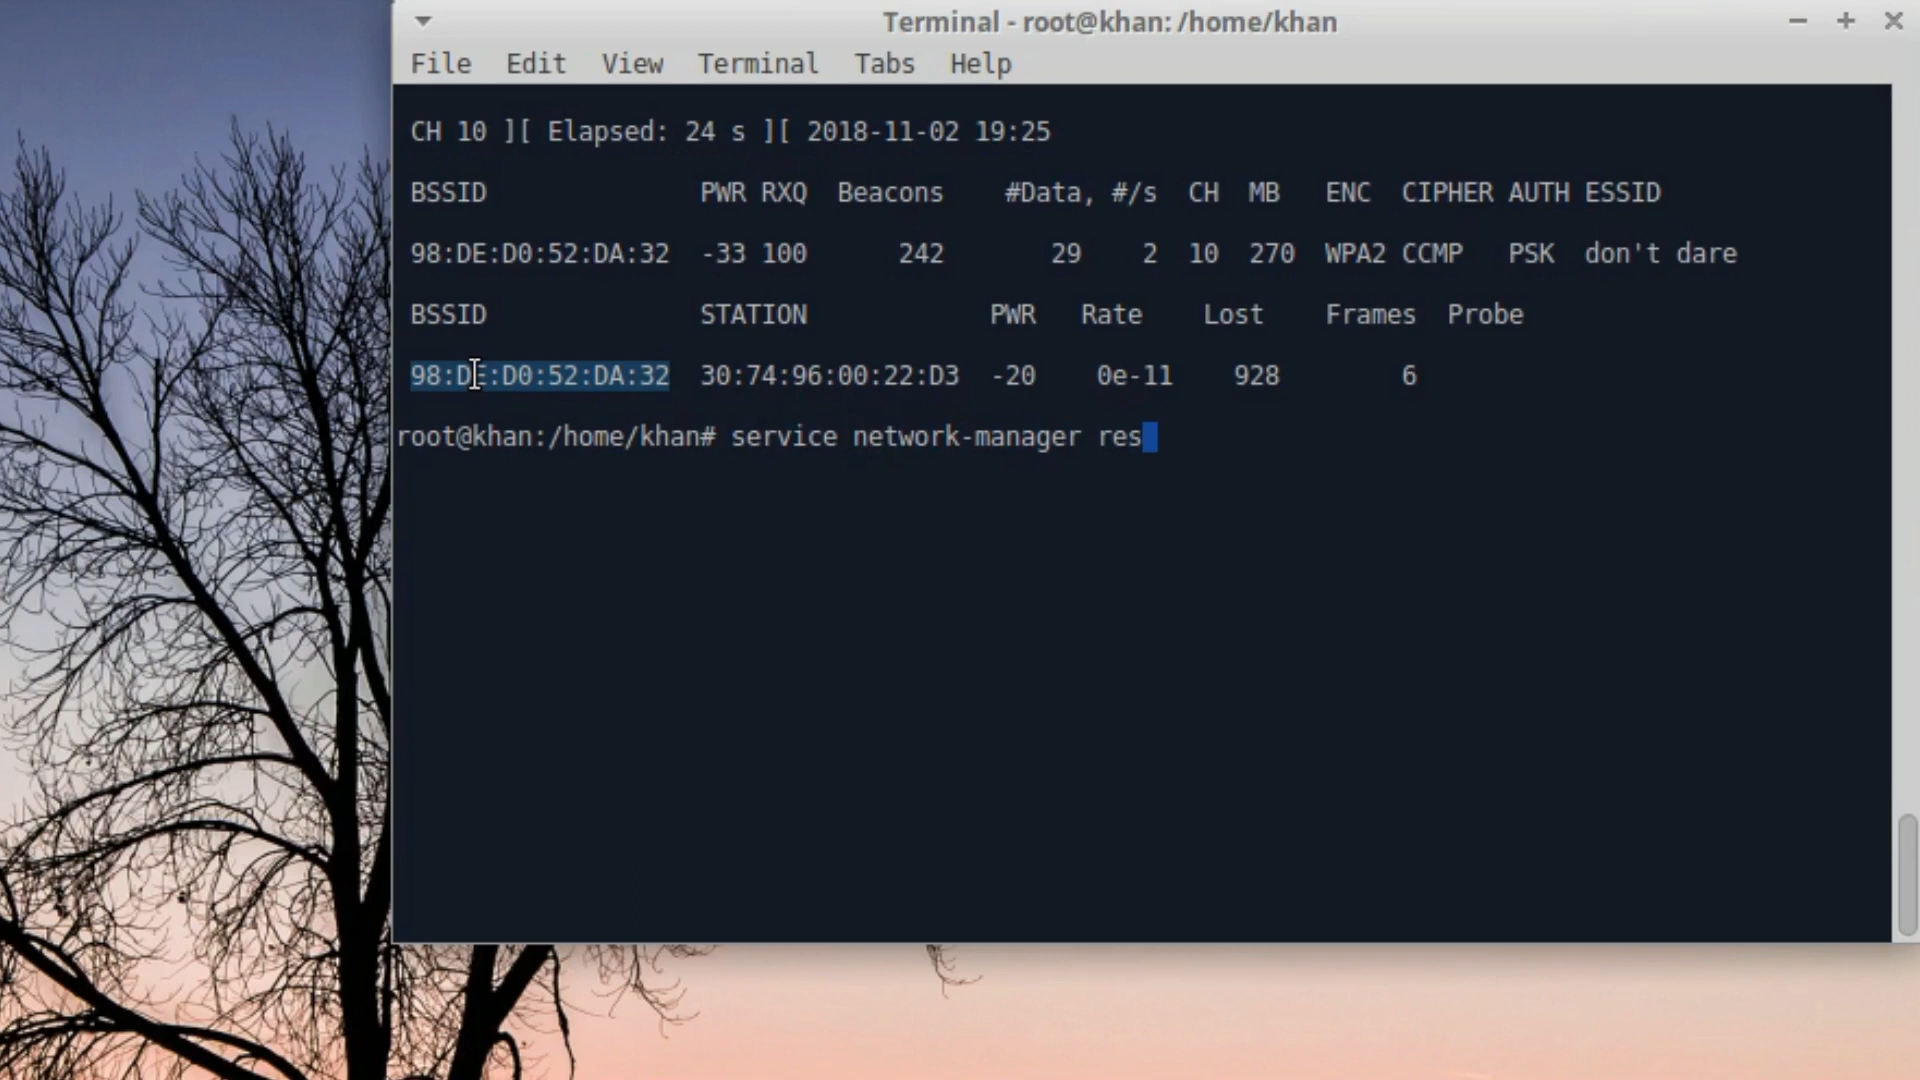 Terminal - root@khan: /home/khan
File Edit View Terminal Tabs Help
CH 10 ][ Elapsed: 24 s ][ 2018-11-02 19:25
BSSID PWR RXQ Beacons #Data, #/s CH MB ENC CIPHER AUTH ESSID
98:DE:D0:52:DA:32 -33 100 242 29 2 10 270 WPA2 CCMP PSK don't dare
BSSID STATION PWR Rate Lost Frames Probe
98:DE:D0:52:DA:32 30:74:96:00:22:D3 -20 0e-11 928 6
root@khan:/home/khan# service network-manager res